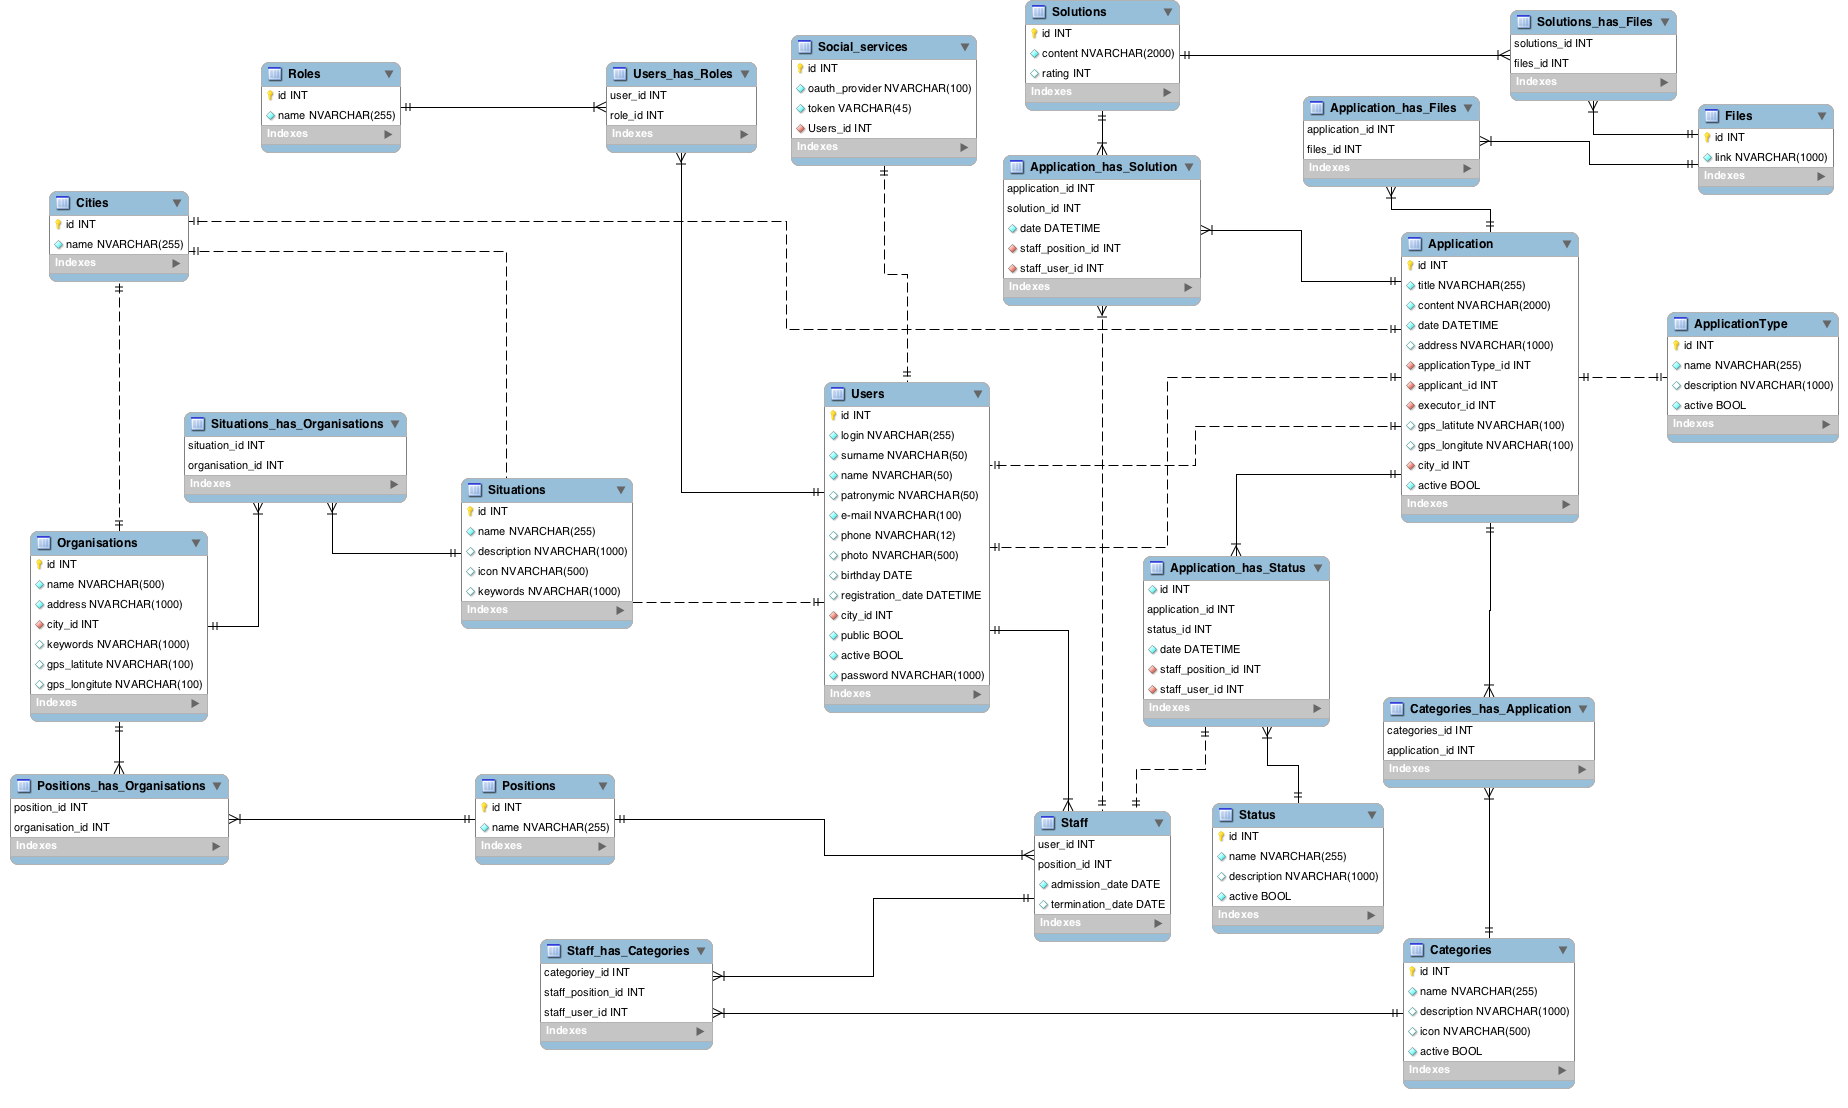 Solutions
id INT
content NVARCHAR(2000)
rating INT
Indexes
Solutions_has_Files
solutions_id INT
files_id INT
Indexes
Social_services
id INT
oauth_provider NVARCHAR(100)
token VARCHAR(45)
Users_id INT
Indexes
Roles
id INT
name NVARCHAR(255)
Indexes
Users_has_Roles
user_id INT
role_id INT
Indexes
Application_has_Files
application_id INT
files_id INT
Indexes
Files
id INT
link NVARCHAR(1000)
Indexes
Application_has_Solution
application_id INT
solution_id INT
date DATETIME
staff_position_id INT
staff_user_id INT
Indexes
Cities
id INT
name NVARCHAR(255)
Indexes
Application
id INT
title NVARCHAR(255)
content NVARCHAR(2000)
date DATETIME
address NVARCHAR(1000)
applicationType_id INT
applicant_id INT
executor_id INT
gps_latitute NVARCHAR(100)
gps_longitute NVARCHAR(100)
city_id INT
active BOOL
Indexes
ApplicationType
id INT
name NVARCHAR(255)
description NVARCHAR(1000)
active BOOL
Indexes
Users
id INT
login NVARCHAR(255)
surname NVARCHAR(50)
name NVARCHAR(50)
patronymic NVARCHAR(50)
e-mail NVARCHAR(100)
phone NVARCHAR(12)
photo NVARCHAR(500)
birthday DATE
registration_date DATETIME
city_id INT
public BOOL
active BOOL
password NVARCHAR(1000)
Indexes
Situations_has_Organisations
situation_id INT
organisation_id INT
Indexes
Situations
id INT
name NVARCHAR(255)
description NVARCHAR(1000)
icon NVARCHAR(500)
keywords NVARCHAR(1000)
Indexes
Organisations
id INT
name NVARCHAR(500)
address NVARCHAR(1000)
city_id INT
keywords NVARCHAR(1000)
gps_latitute NVARCHAR(100)
gps_longitute NVARCHAR(100)
Indexes
Application_has_Status
id INT
application_id INT
status_id INT
date DATETIME
staff_position_id INT
staff_user_id INT
Indexes
Categories_has_Application
categories_id INT
application_id INT
Indexes
Positions_has_Organisations
position_id INT
organisation_id INT
Indexes
Positions
id INT
name NVARCHAR(255)
Indexes
Staff
user_id INT
position_id INT
admission_date DATE
termination_date DATE
Indexes
Status
id INT
name NVARCHAR(255)
description NVARCHAR(1000)
active BOOL
Indexes
Staff_has_Categories
categoriey_id INT
staff_position_id INT
staff_user_id INT
Indexes
Categories
id INT
name NVARCHAR(255)
description NVARCHAR(1000)
icon NVARCHAR(500)
active BOOL
Indexes